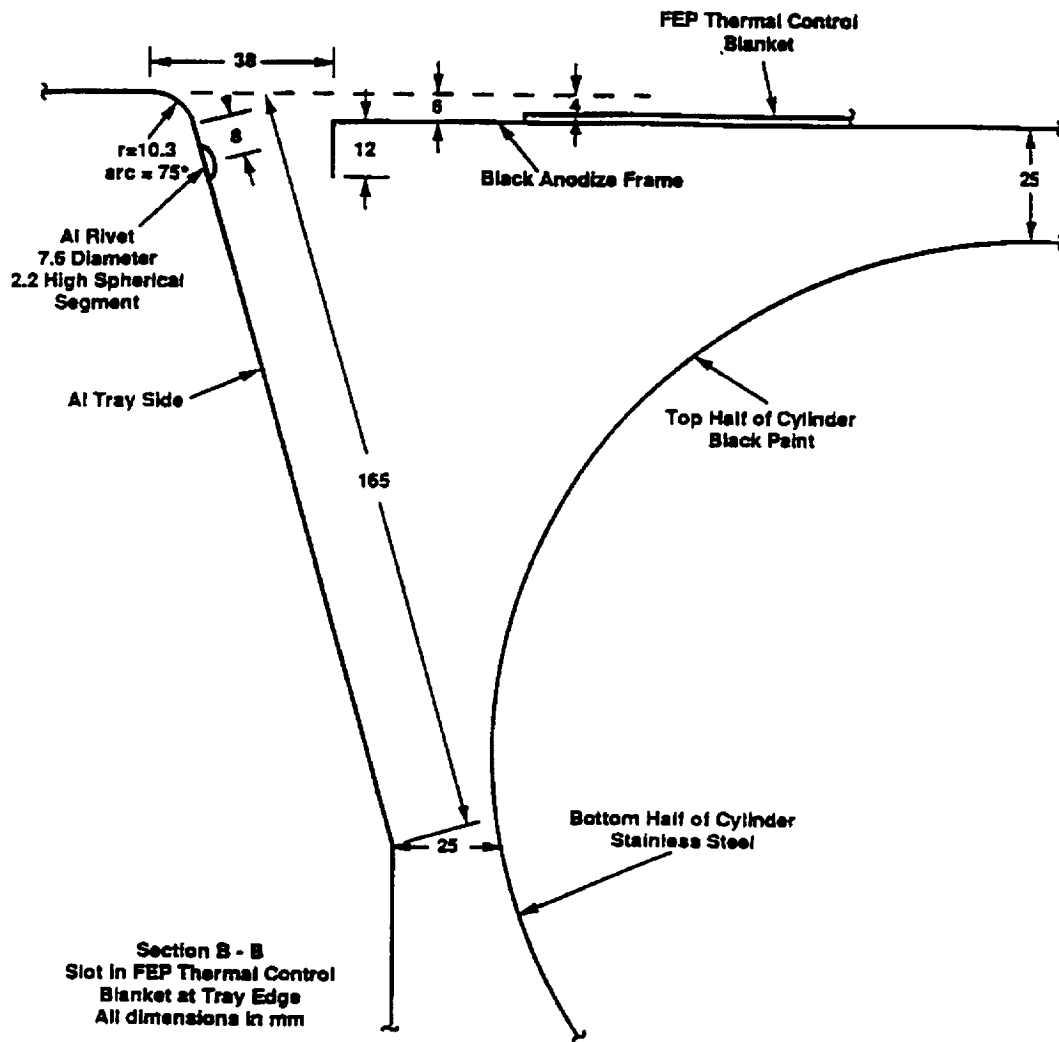 FEP Thermal Control
Blanket
38
6
4
8
12
r=10.3
arc = 75°
Black Anodize Frame
25
Al Rivet
7.6 Diameter
2.2 High Spherical
Segment
Al Tray Side
Top Half of Cylinder
Black Paint
165
Bottom Half of Cylinder
Stainless Steel
25
Section B - B
Slot in FEP Thermal Control
Blanket at Tray Edge
All dimensions in mm